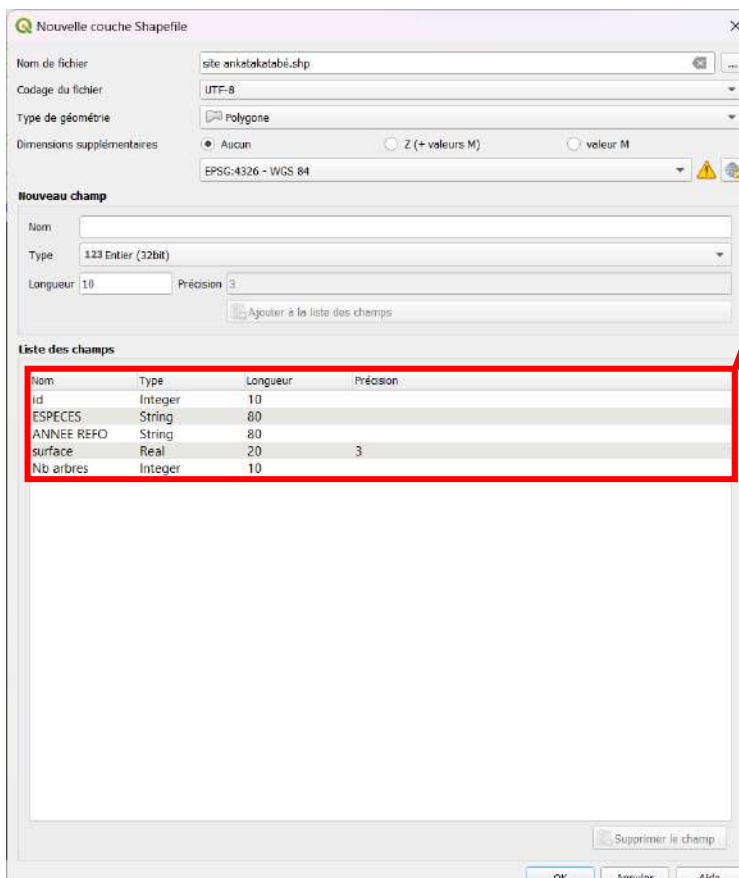 Nouvelle couche Shapefile
Nom de fichier site ankatakatabé.shp ...
Codage du fichier UTF-8
Type de géométrie Polygone
Dimensions supplémentaires Aucun Z (+ valeurs M) valeur M
EPSG:4326 - WGS 84
Nouveau champ
Nom
Type 123 Entier (32bit)
Longueur 10 Précision 3
Ajouter à la liste des champs
Liste des champs
Nom Type Longueur Précision
id Integer 10
ESPECES String 80
ANNEE REFO String 80
surface Real 20 3
Nb arbres Integer 10
Supprimer le champ
OK Annuler Aide